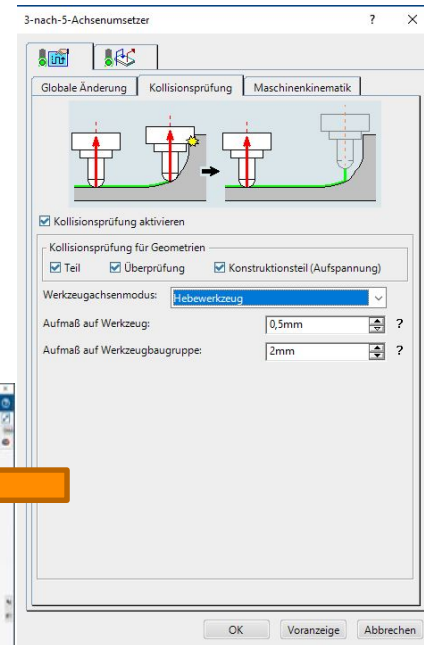 3-nach-5-Achsenumsetzer ? ×
Globale Änderung Kollisionsprüfung Maschinenkinematik
Kollisionsprüfung aktivieren
Kollisionsprüfung für Geometrien
Teil Überprüfung Konstruktionsteil (Aufspannung)
Werkzeugachsenmodus: Hebewerkzeug
Aufmaß auf Werkzeug: 0,5mm ?
Aufmaß auf Werkzeugbaugruppe: 2mm ?
OK Voranzeige Abbrechen